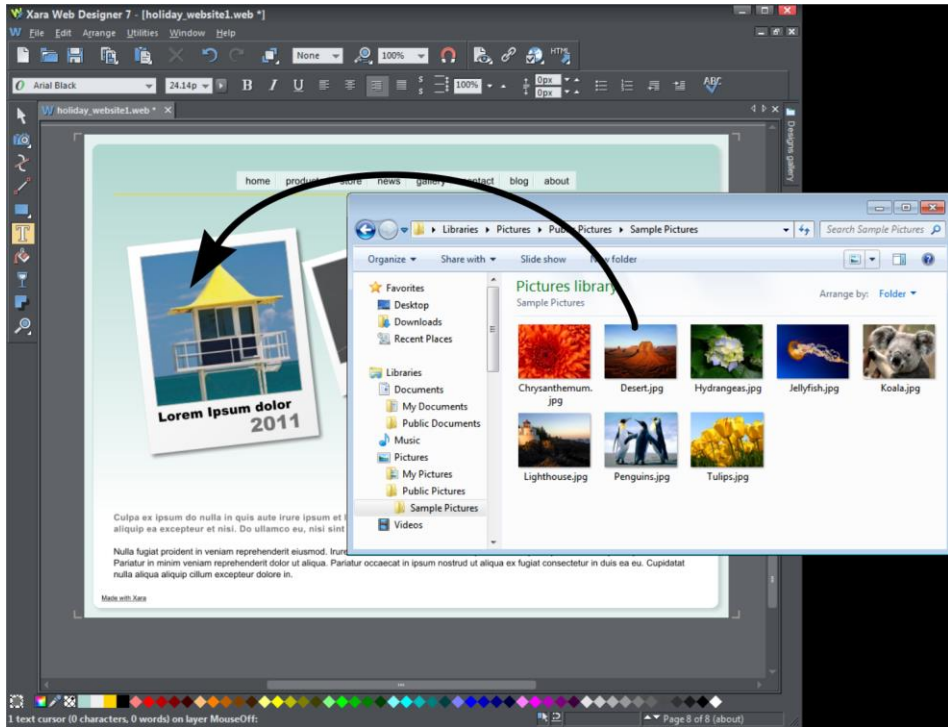 Xara Web Designer 7 - [holiday_website1.web *]
File Edit Arrange Utilities Window Help
None 100% HTML
Arial Black 24.14p B I U 100% 0px 0px ABC
holiday_website1.web *
Designs gallery
home products store news gallery contact blog about
Libraries Pictures Public Pictures Sample Pictures
Search Sample Pictures
Organize Share with Slide show New folder
Favorites
Desktop
Downloads
Recent Places
Libraries
Documents
My Documents
Public Documents
Music
Pictures
My Pictures
Public Pictures
Sample Pictures
Videos
Pictures library
Sample Pictures
Arrange by: Folder
Chrysanthemum.jpg
Desert.jpg
Hydrangeas.jpg
Jellyfish.jpg
Koala.jpg
Lighthouse.jpg
Penguins.jpg
Tulips.jpg
Lorem Ipsum dolor
2011
Culpa ex ipsum do nulla in quis aute irure ipsum et
aliquip ea excepteur et nisi. Do ullamco eu, nisi sint
Nulla fugiat proident in veniam reprehenderit eiusmod.
Pariatur in minim veniam reprehenderit dolor ut aliqua. Pariatur occaecat in ipsum nostrud ut aliqua ex fugiat consectetur in duis ea eu. Cupidatat
nulla aliqua aliquip cillum excepteur dolore in.
Made with Xara
1 text cursor (0 characters, 0 words) on layer MouseOff:
Page 8 of 8 (about)